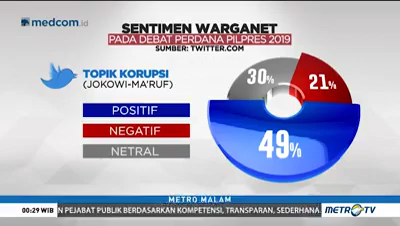 medcom.id
SENTIMEN WARGANET
PADA DEBAT PERDANA PILPRES 2019
SUMBER: TWITTER.COM
TOPIK KORUPSI
(JOKOWI-MA'RUF)
POSITIF
NEGATIF
NETRAL
30%
21%
49%
METRO MALAM
00:29 WIB
N PEJABAT PUBLIK BERDASARKAN KOMPETENSI, TRANSPARAN, SEDERHANA
METRO TV